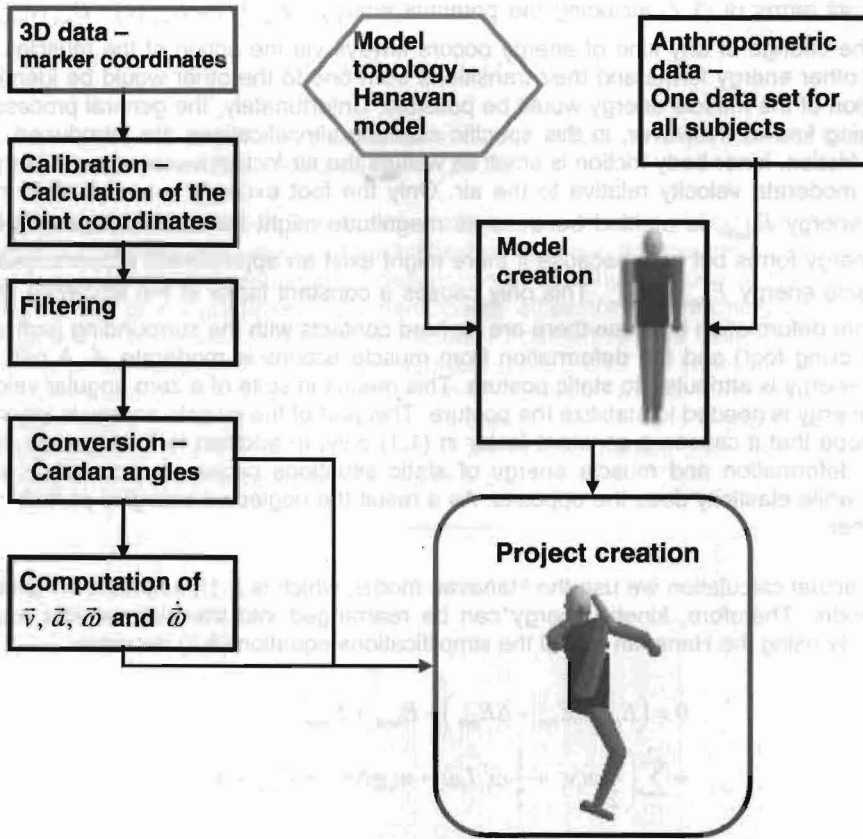 3D data –
marker coordinates
Calibration –
Calculation of the
joint coordinates
Filtering
Conversion –
Cardan angles
Computation of
v⃗, a⃗, ω⃗ and ω⃗̇
Model
topology –
Hanavan
model
Anthropometric
data
One data set for
all subjects
Model
creation
Project creation